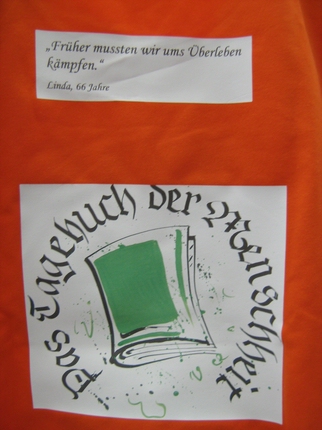 „Früher mussten wir ums Überleben
kämpfen.“
Linda, 66 Jahre
Das Tagebuch der Menschheit